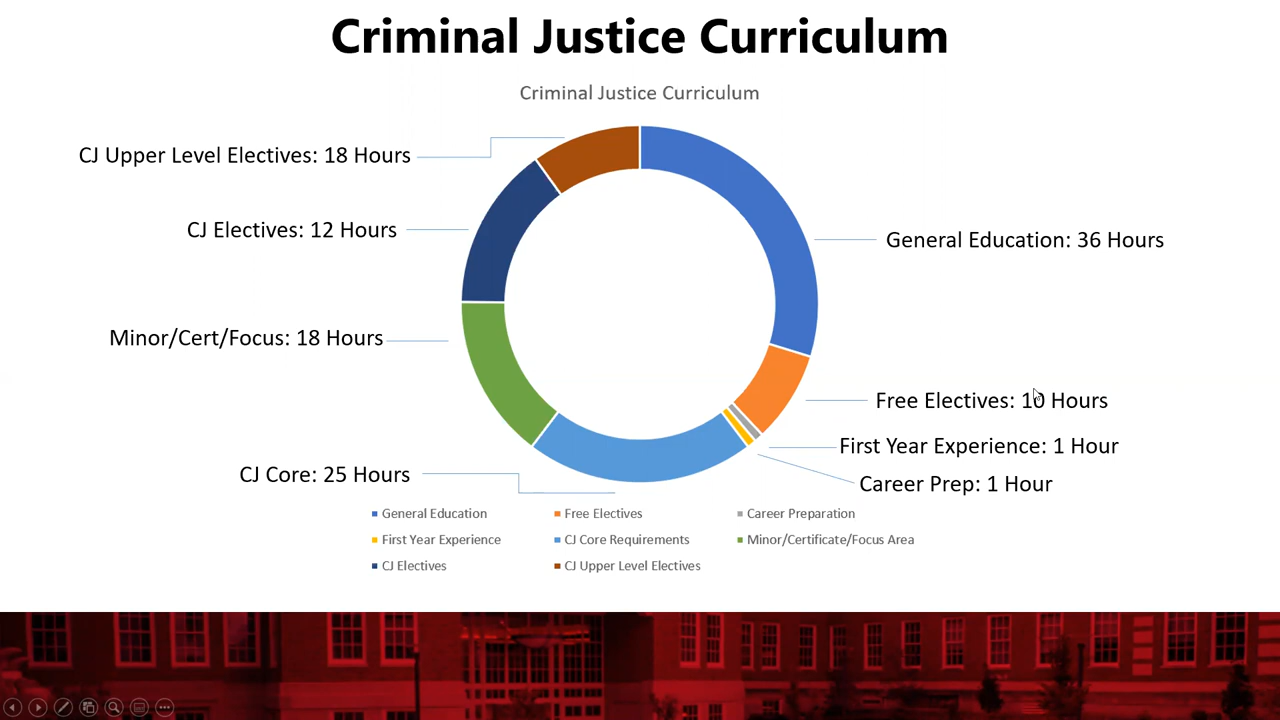 Criminal Justice Curriculum
Criminal Justice Curriculum
CJ Upper Level Electives: 18 Hours
CJ Electives: 12 Hours
General Education: 36 Hours
Minor/Cert/Focus: 18 Hours
Free Electives: 10 Hours
First Year Experience: 1 Hour
CJ Core: 25 Hours
Career Prep: 1 Hour
General Education
Free Electives
Career Preparation
First Year Experience
CJ Core Requirements
Minor/Certificate/Focus Area
CJ Electives
CJ Upper Level Electives